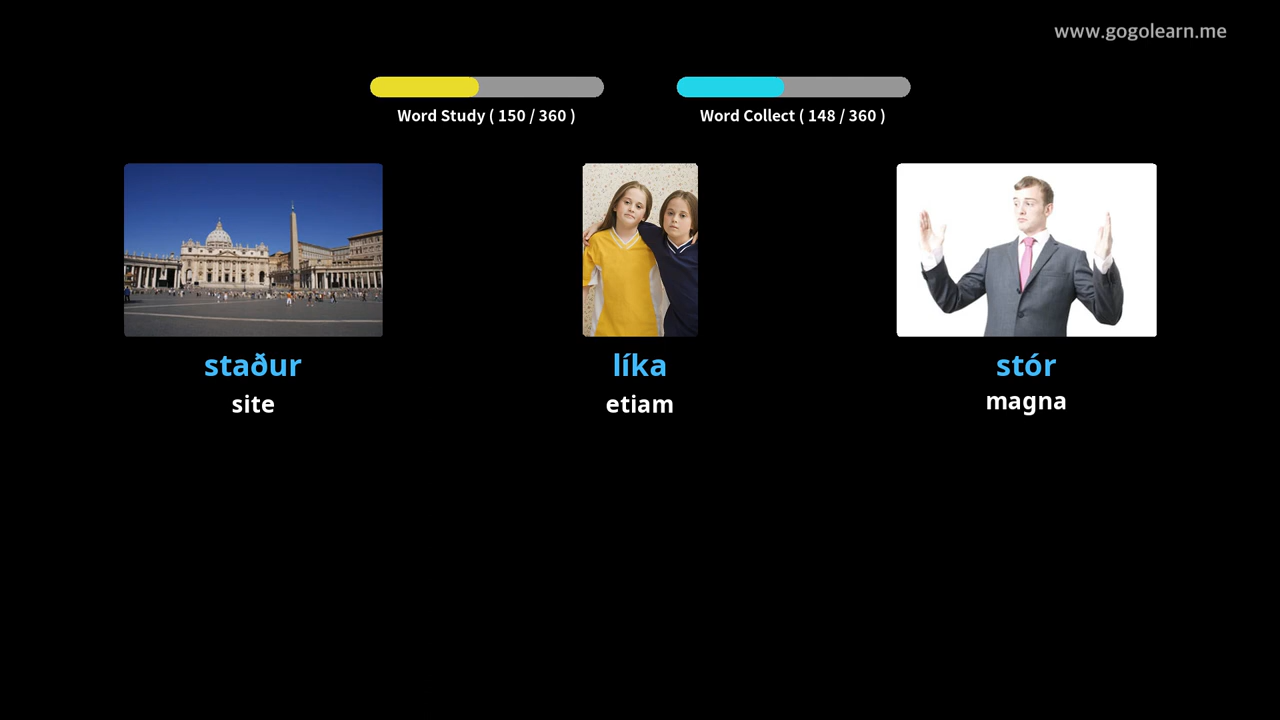 www.gogolearn.me
Word Study ( 150 / 360 )
Word Collect ( 148 / 360 )
staður
líka
stór
site
etiam
magna